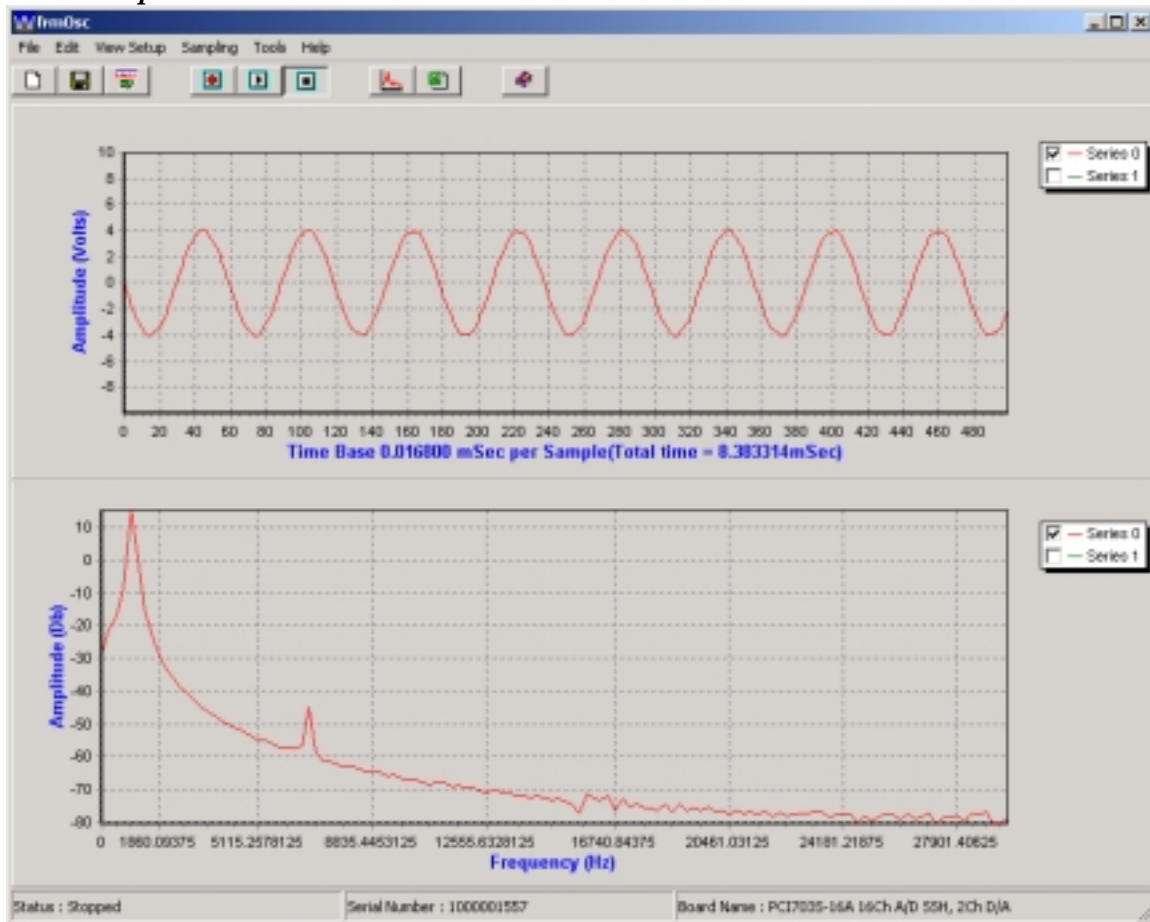 frmOsc
File Edit View Setup Sampling Tools Help
Series 0
Series 1
10
8
6
4
2
0
-2
-4
-6
-8
Amplitude (Volts)
0 20 40 60 80 100 120 140 160 180 200 220 240 260 280 300 320 340 360 380 400 420 440 460 480
Time Base 0.016800 mSec per Sample(Total time = 8.383314mSec)
Series 0
Series 1
10
0
-10
-20
-30
-40
-50
-60
-70
-80
Amplitude (Db)
0 1860.09375 5115.2578125 8835.4453125 12555.6328125 16740.84375 20461.03125 24181.21875 27901.40625
Frequency (Hz)
Status : Stopped
Serial Number : 1000001557
Board Name : PCI703S-16A 16Ch A/D SSH, 2Ch D/A